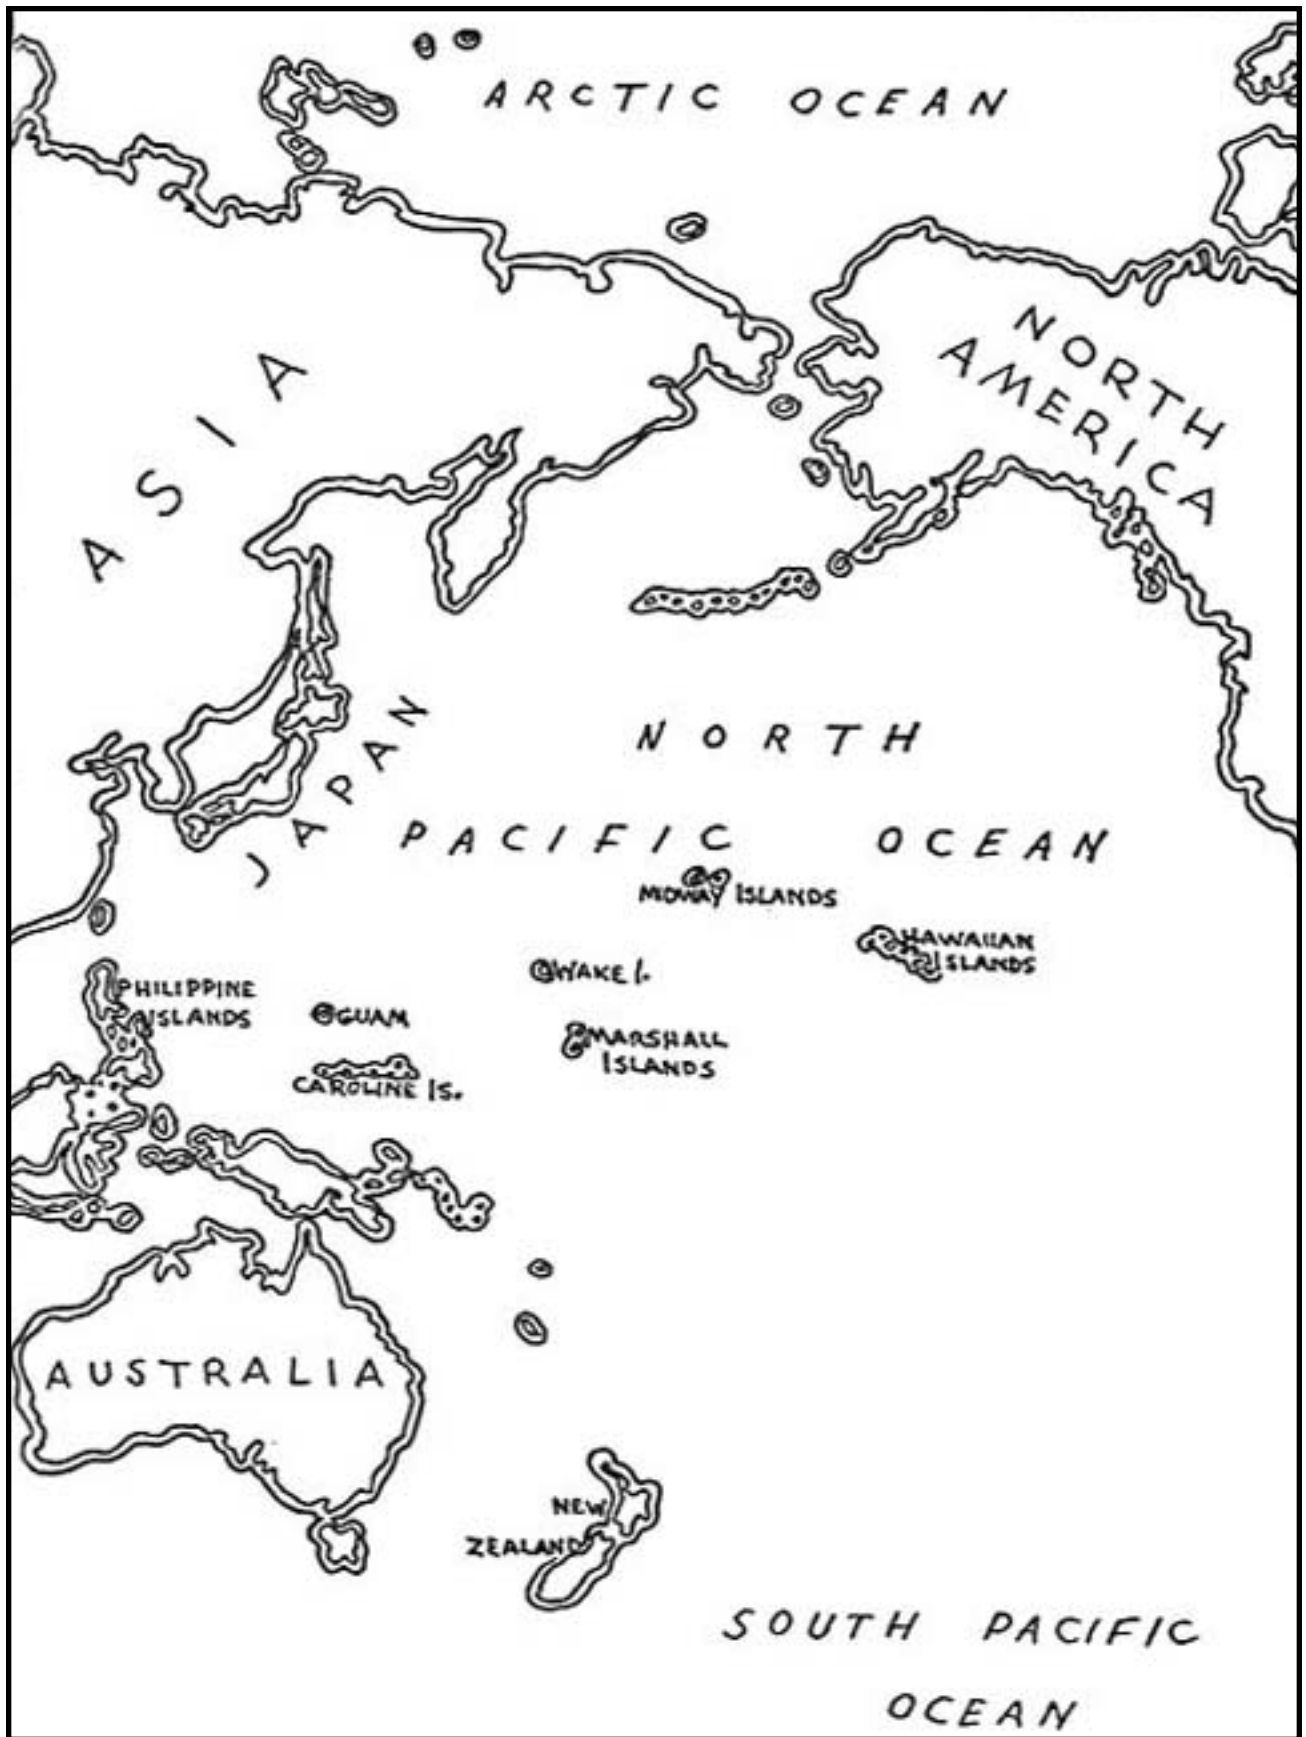 ARCTIC OCEAN
NORTH
AMERICA
ASIA
JAPAN
NORTH
PACIFIC OCEAN
MIDWAY ISLANDS
HAWAIIAN
ISLANDS
WAKE I.
PHILIPPINE
ISLANDS
GUAM
MARSHALL
ISLANDS
CAROLINE IS.
AUSTRALIA
NEW
ZEALAND
SOUTH PACIFIC
OCEAN